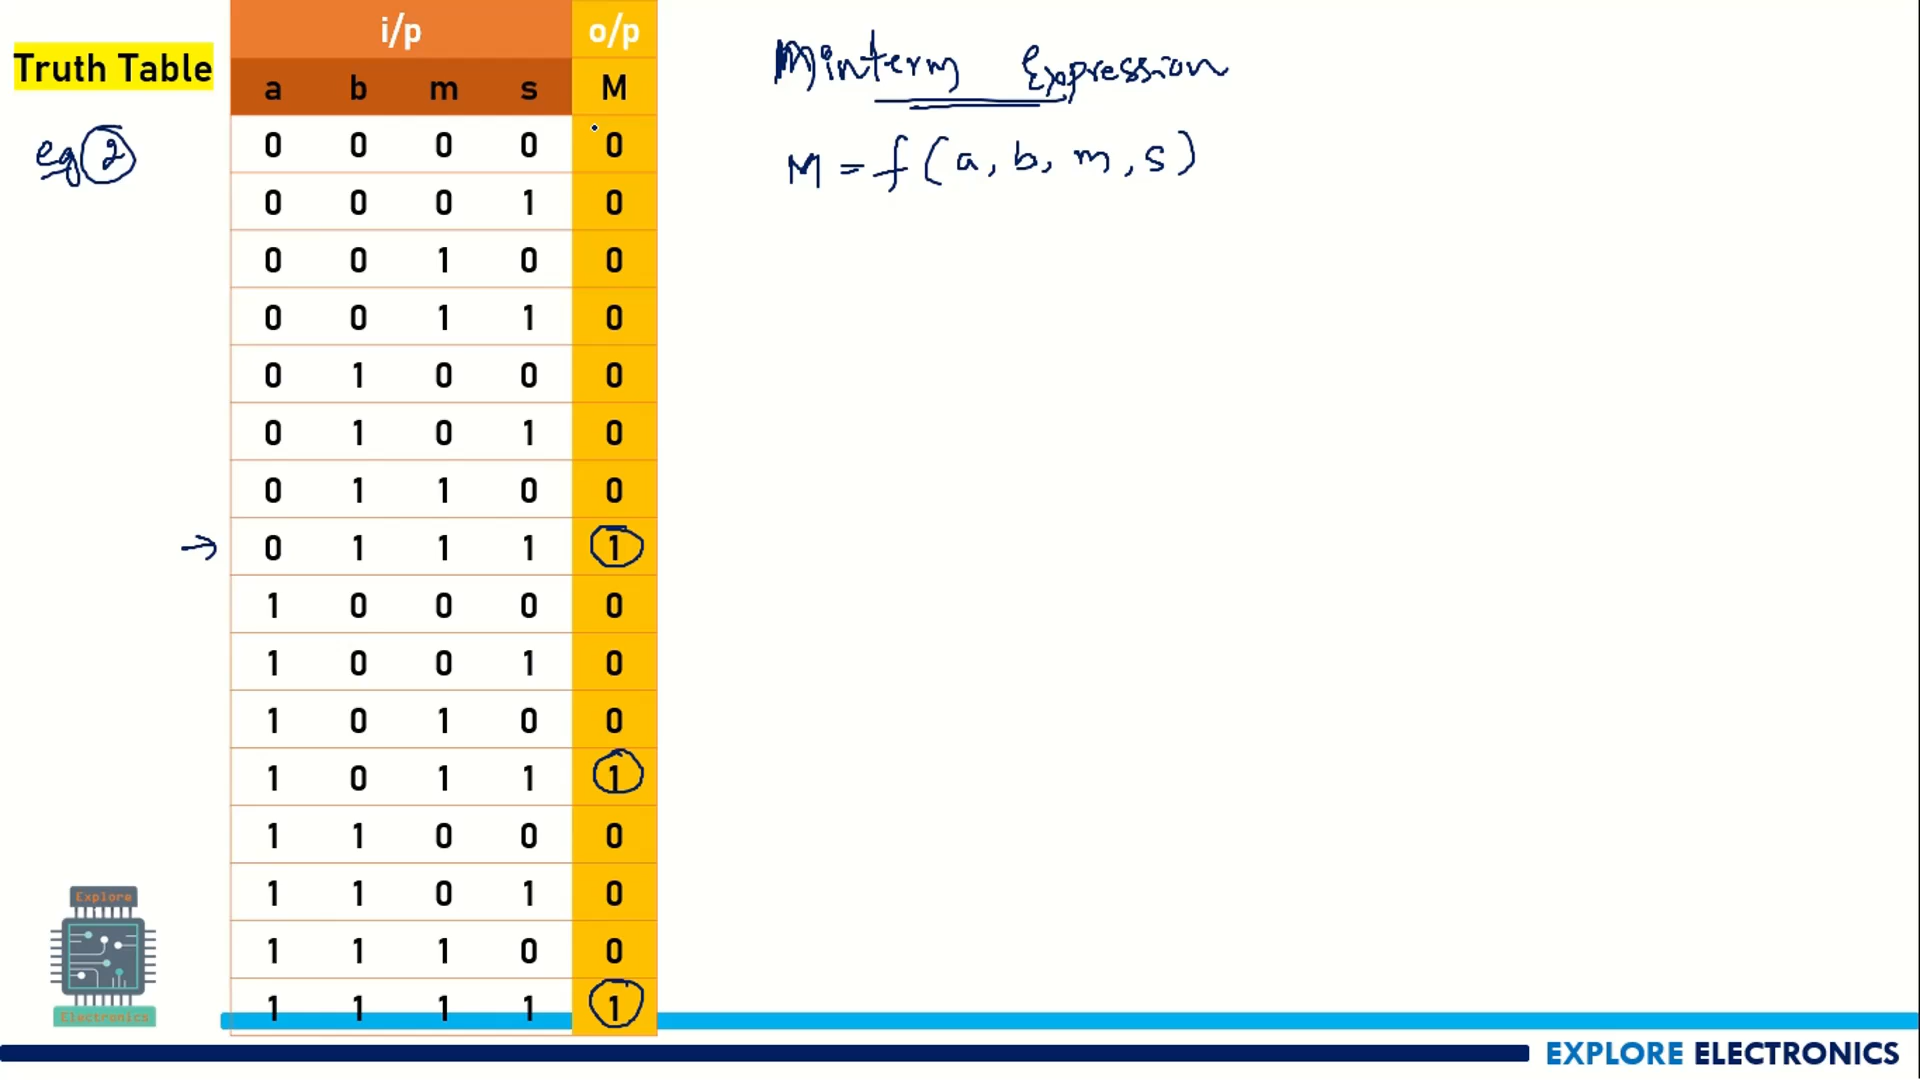 i/p o/p
Truth Table
a b m s M
eg 2
0 0 0 0 0
0 0 0 1 0
0 0 1 0 0
0 0 1 1 0
0 1 0 0 0
0 1 0 1 0
0 1 1 0 0
→ 0 1 1 1 1
1 0 0 0 0
1 0 0 1 0
1 0 1 0 0
1 0 1 1 1
1 1 0 0 0
1 1 0 1 0
1 1 1 0 0
1 1 1 1 1
Minterm Expression
M = f(a, b, m, s)
Explore
Electronics
EXPLORE ELECTRONICS